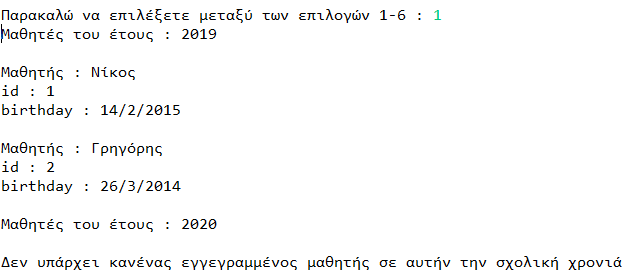 Παρακαλώ να επιλέξετε μεταξύ των επιλογών 1-6 : 1
Μαθητές του έτους : 2019
Μαθητής : Νίκος
id : 1
birthday : 14/2/2015
Μαθητής : Γρηγόρης
id : 2
birthday : 26/3/2014
Μαθητές του έτους : 2020
Δεν υπάρχει κανένας εγγεγραμμένος μαθητής σε αυτήν την σχολική χρονιά